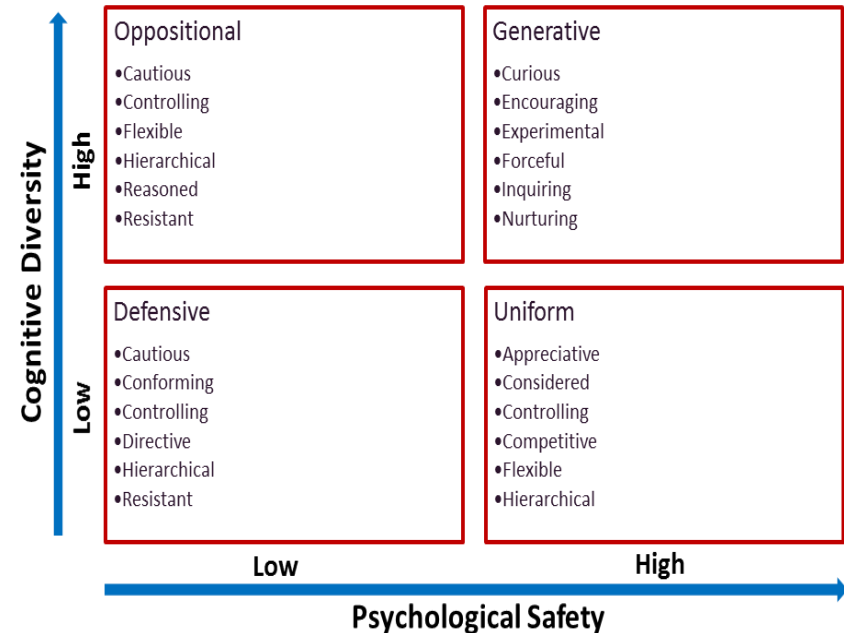 Oppositional
•Cautious
•Controlling
•Flexible
•Hierarchical
•Reasoned
•Resistant
Generative
•Curious
•Encouraging
•Experimental
•Forceful
•Inquiring
•Nurturing
Cognitive Diversity
High
Low
Defensive
•Cautious
•Conforming
•Controlling
•Directive
•Hierarchical
•Resistant
Uniform
•Appreciative
•Considered
•Controlling
•Competitive
•Flexible
•Hierarchical
Low
High
Psychological Safety